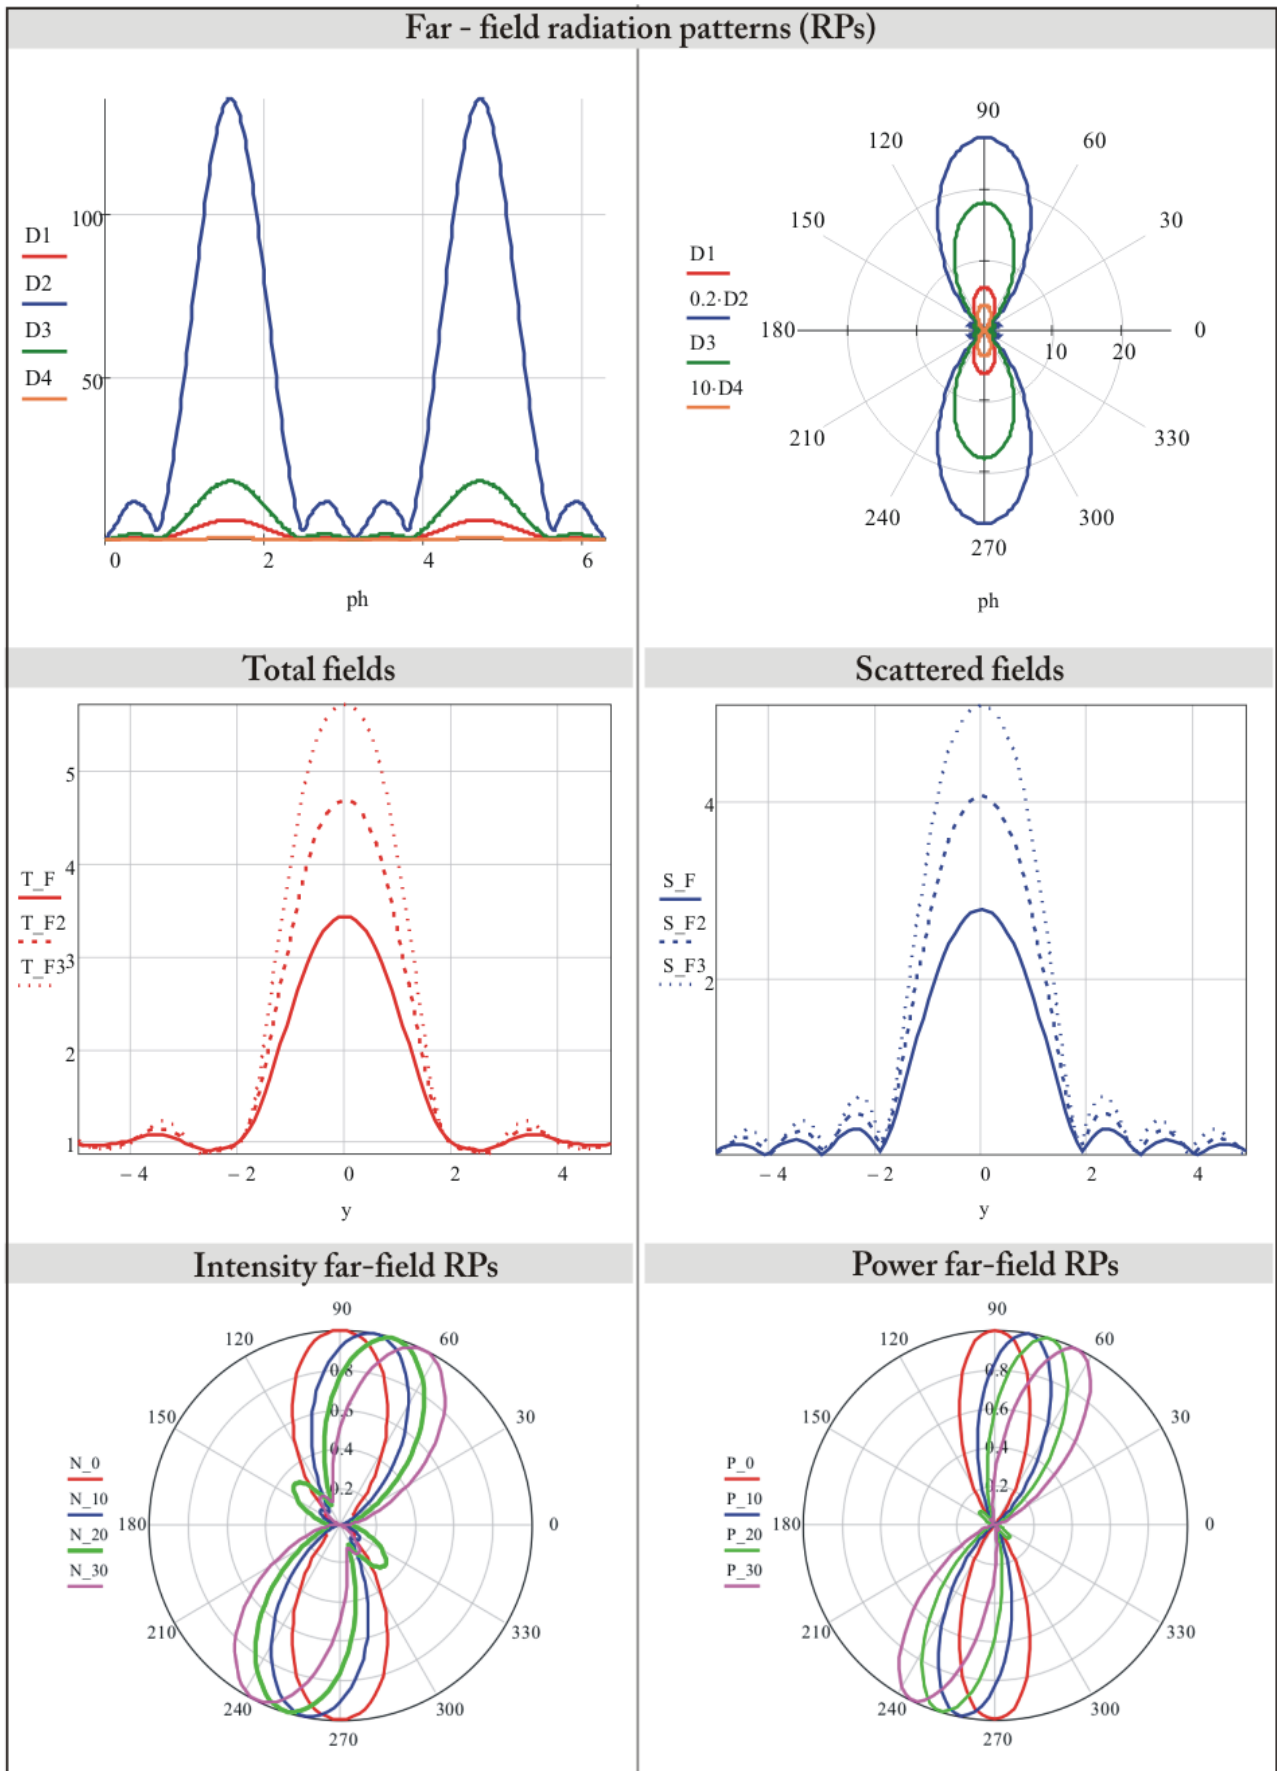 Far - field radiation patterns (RPs)
100
50
D1
D2
D3
D4
0 2 4 6
ph
90
120 60
150 30
180 0
10 20
210 330
240 300
270
D1
0.2·D2
D3
10·D4
ph
Total fields
5
4
3
2
1
T_F
T_F2
T_F3
– 4 – 2 0 2 4
y
Scattered fields
4
2
S_F
S_F2
S_F3
– 4 – 2 0 2 4
y
Intensity far-field RPs
90
120 60
0.8
150 30
0.6
0.4
0.2
180 0
210 330
240 300
270
N_0
N_10
N_20
N_30
Power far-field RPs
90
120 60
0.8
150 30
0.6
0.4
0.2
180 0
210 330
240 300
270
P_0
P_10
P_20
P_30